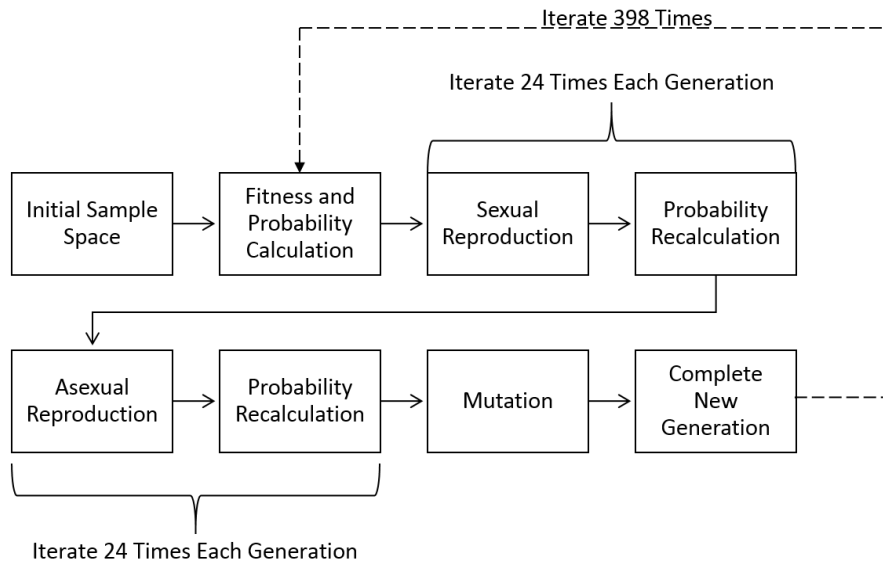 Iterate 398 Times
Iterate 24 Times Each Generation
Initial Sample
Space
Fitness and
Probability
Calculation
Sexual
Reproduction
Probability
Recalculation
Asexual
Reproduction
Probability
Recalculation
Mutation
Complete
New
Generation
Iterate 24 Times Each Generation